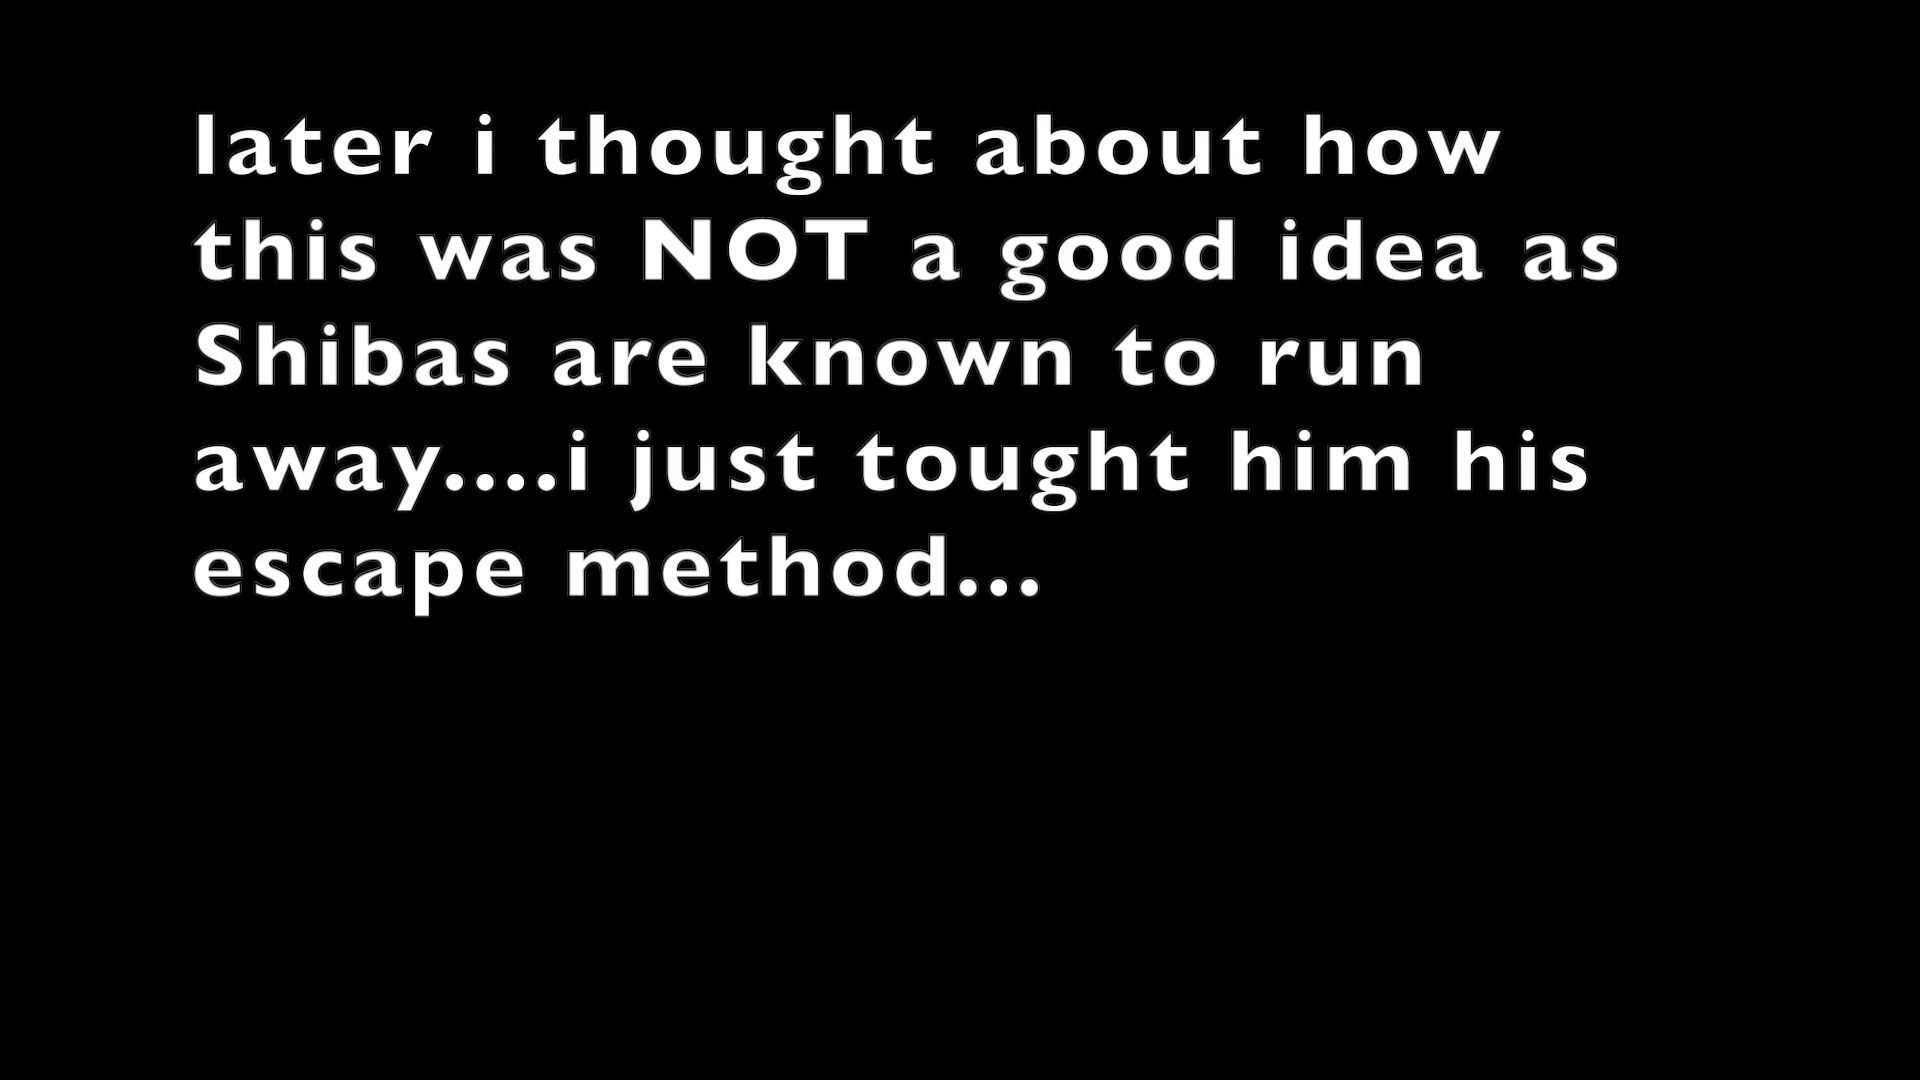 later i thought about how
this was NOT a good idea as
Shibas are known to run
away....i just tought him his
escape method...